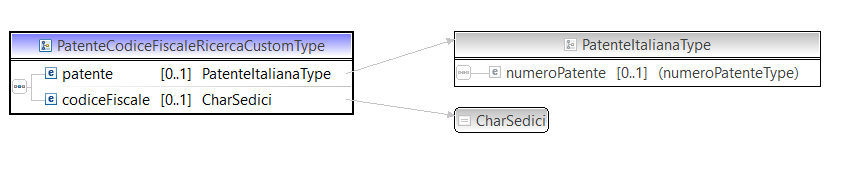 PatenteCodiceFiscaleRicercaCustomType
patente [0..1] PatenteItalianaType
codiceFiscale [0..1] CharSedici
PatenteItalianaType
numeroPatente [0..1] (numeroPatenteType)
CharSedici